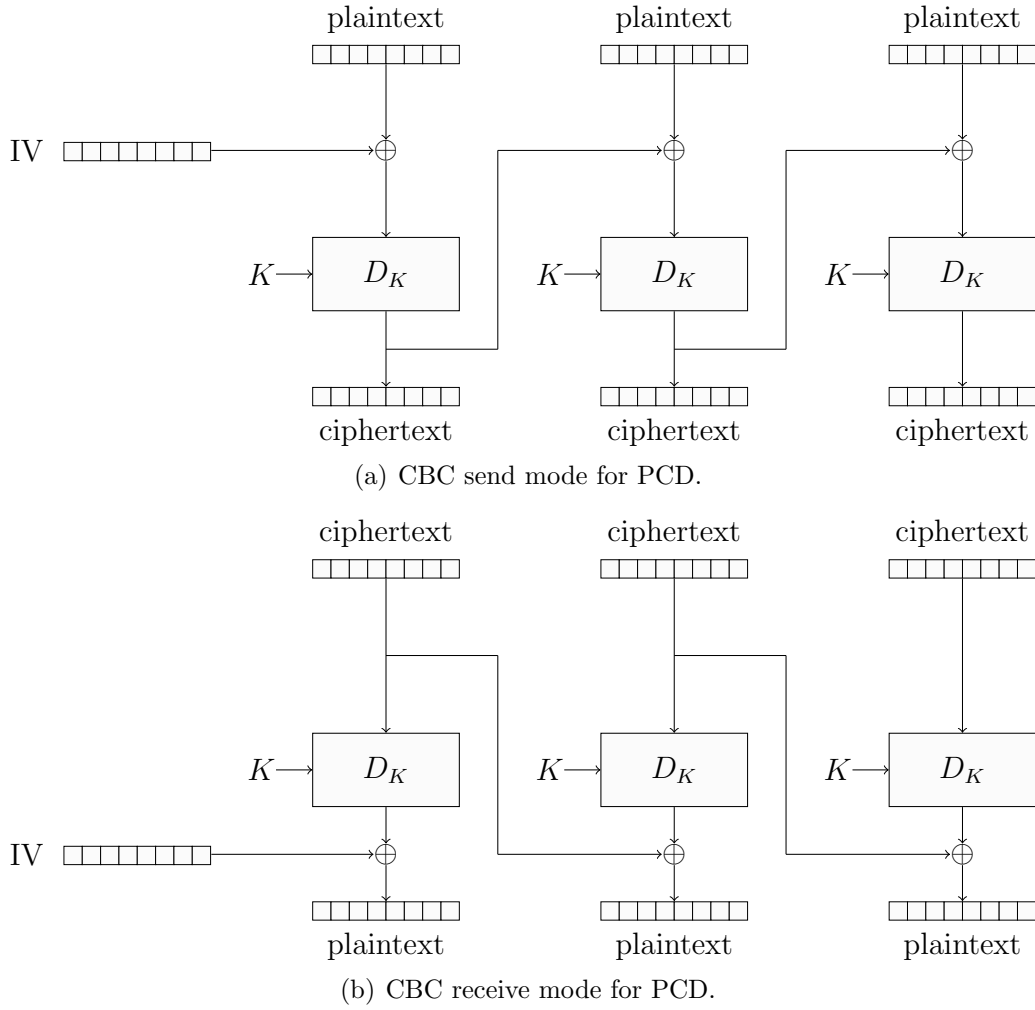 plaintext plaintext plaintext
IV
K D_K K D_K K D_K
ciphertext ciphertext ciphertext
(a) CBC send mode for PCD.
ciphertext ciphertext ciphertext
K D_K K D_K K D_K
IV
plaintext plaintext plaintext
(b) CBC receive mode for PCD.